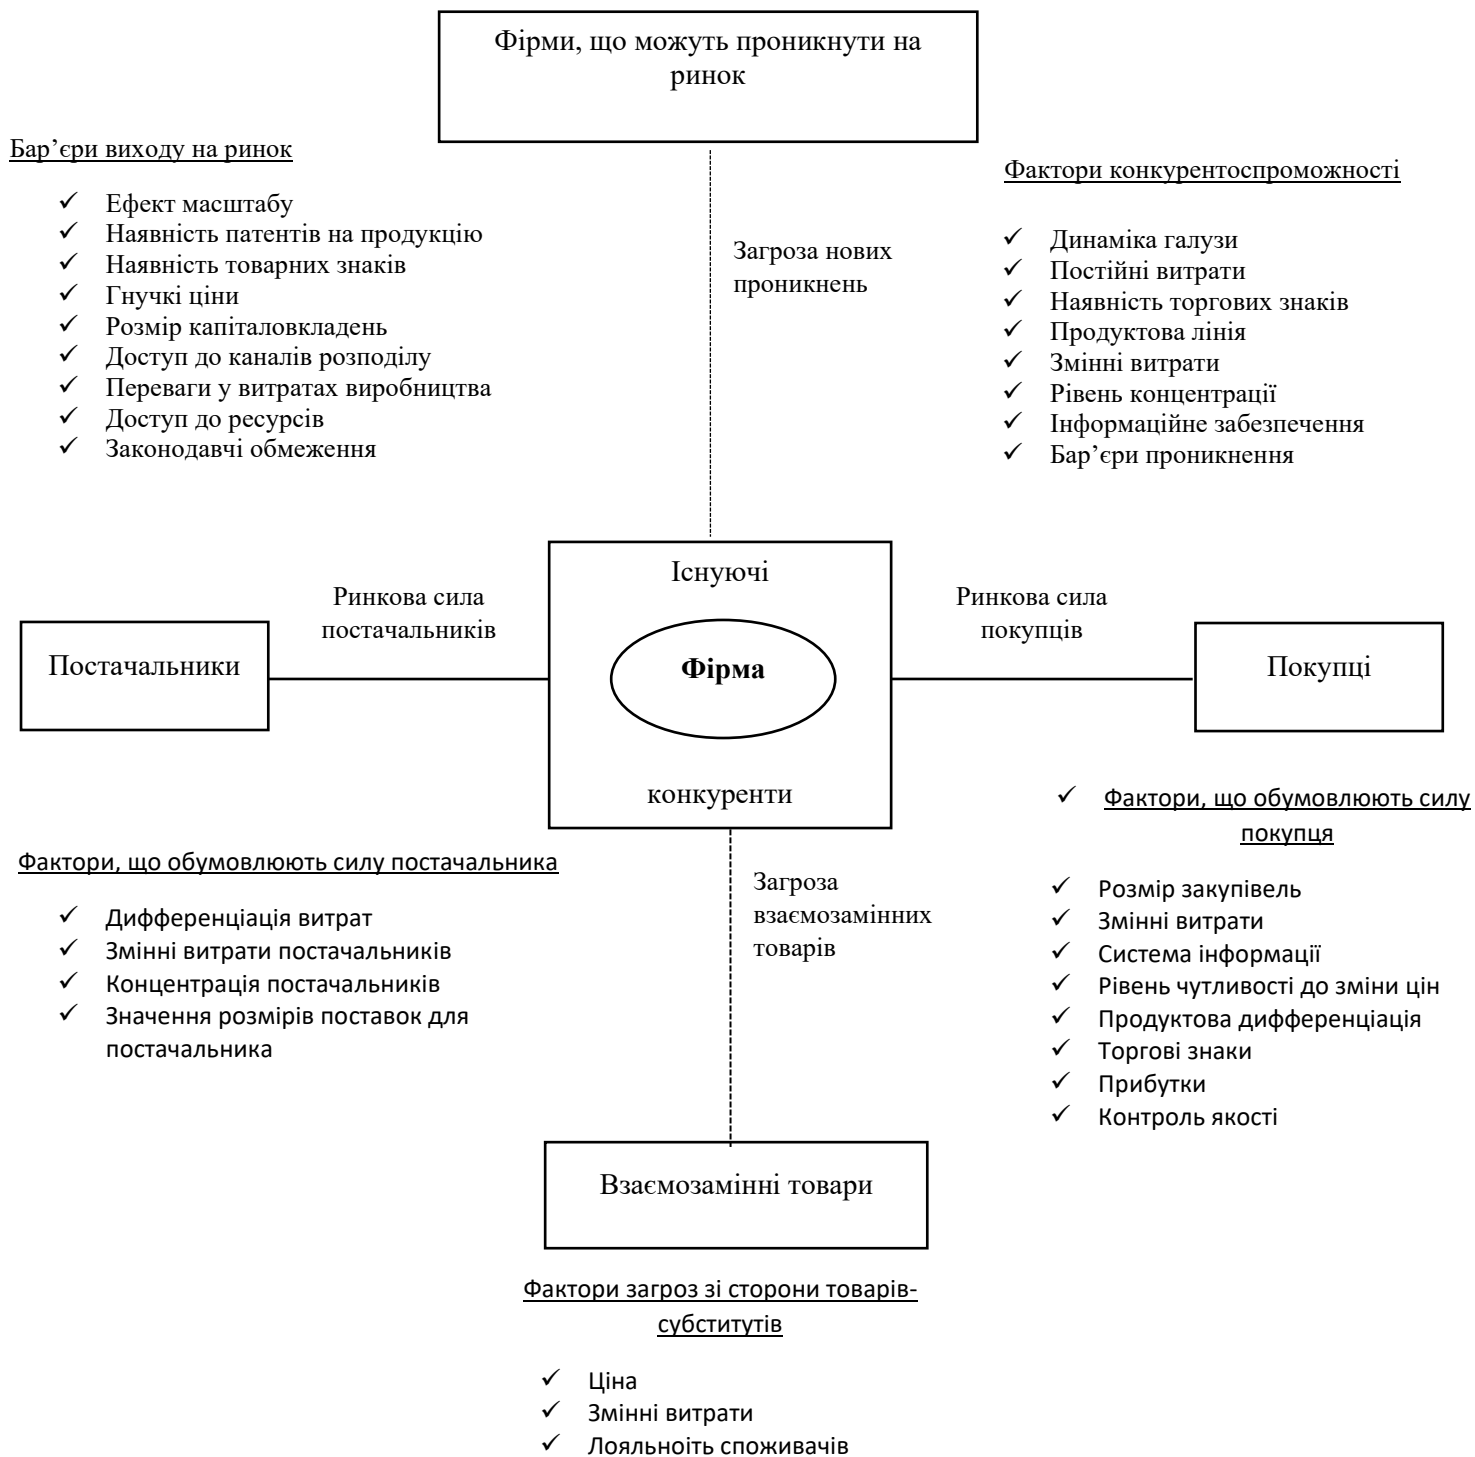 Фірми, що можуть проникнути на
ринок
Бар’єри виходу на ринок
✓ Ефект масштабу
✓ Наявність патентів на продукцію
✓ Наявність товарних знаків
✓ Гнучкі ціни
✓ Розмір капіталовкладень
✓ Доступ до каналів розподілу
✓ Переваги у витратах виробництва
✓ Доступ до ресурсів
✓ Законодавчі обмеження
Загроза нових
проникнень
Фактори конкурентоспроможності
✓ Динаміка галузи
✓ Постійні витрати
✓ Наявність торгових знаків
✓ Продуктова лінія
✓ Змінні витрати
✓ Рівень концентрації
✓ Інформаційне забезпечення
✓ Бар’єри проникнення
Постачальники
Ринкова сила
постачальників
Існуючі
Фірма
конкуренти
Ринкова сила
покупців
Покупці
Фактори, що обумовлюють силу постачальника
✓ Дифференціація витрат
✓ Змінні витрати постачальників
✓ Концентрація постачальників
✓ Значення розмірів поставок для
постачальника
Загроза
взаємозамінних
товарів
✓ Фактори, що обумовлюють силу
покупця
✓ Розмір закупівель
✓ Змінні витрати
✓ Система інформації
✓ Рівень чутливості до зміни цін
✓ Продуктова дифференціація
✓ Торгові знаки
✓ Прибутки
✓ Контроль якості
Взаємозамінні товари
Фактори загроз зі сторони товарів-
субститутів
✓ Ціна
✓ Змінні витрати
✓ Лояльноіть споживачів